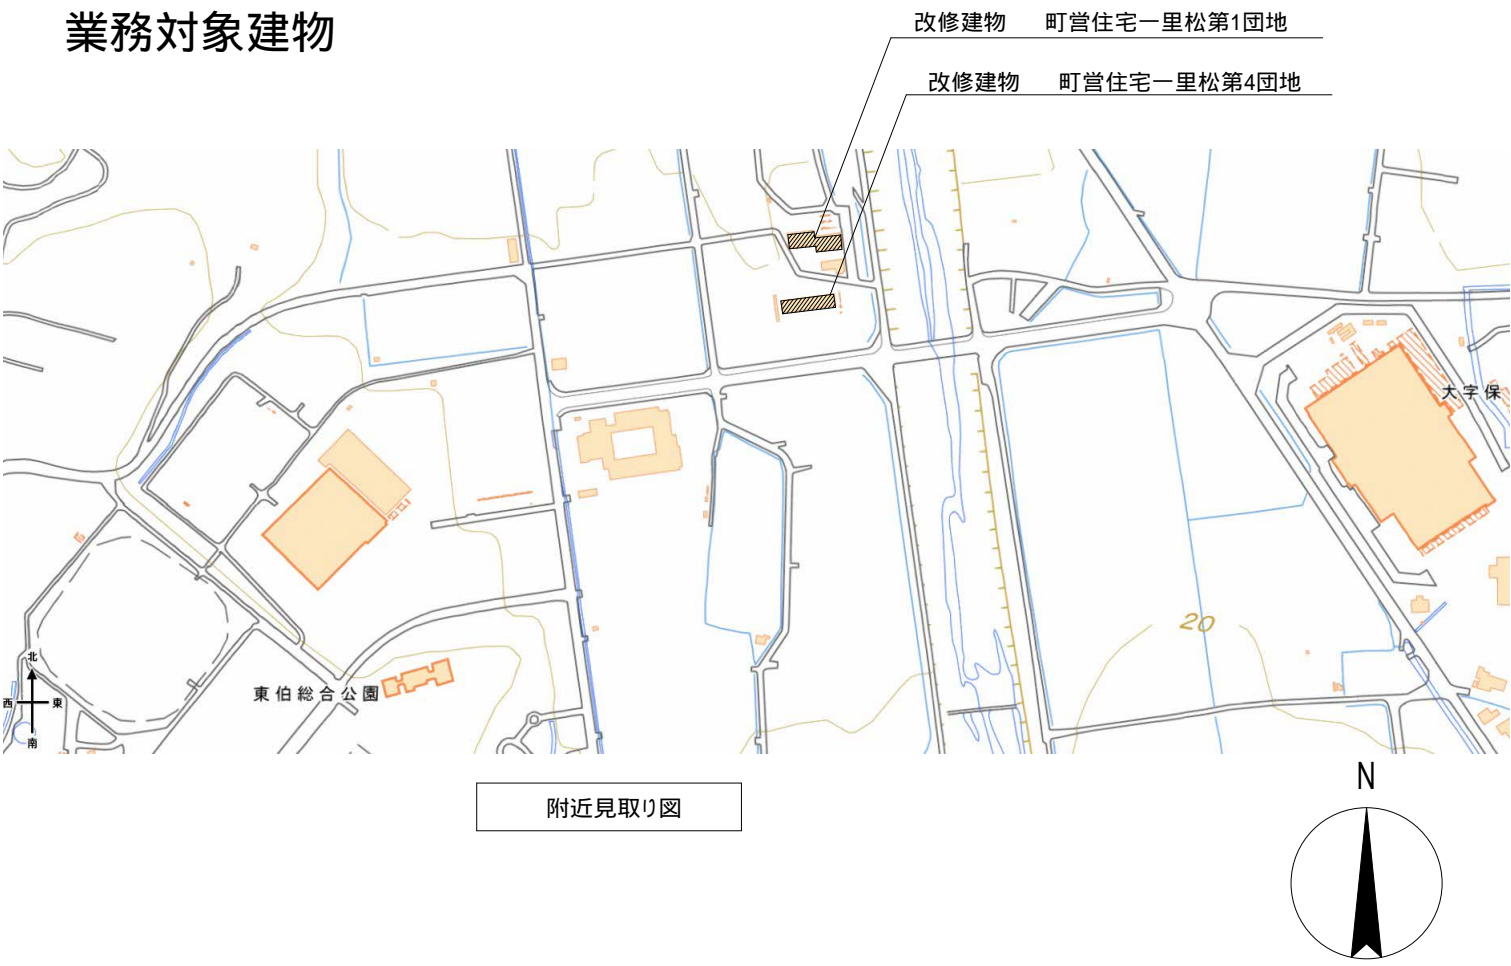 業務対象建物
改修建物 町営住宅一里松第1団地
改修建物 町営住宅一里松第4団地
大字保
20
東伯総合公園
北
西 東
南
附近見取り図
N